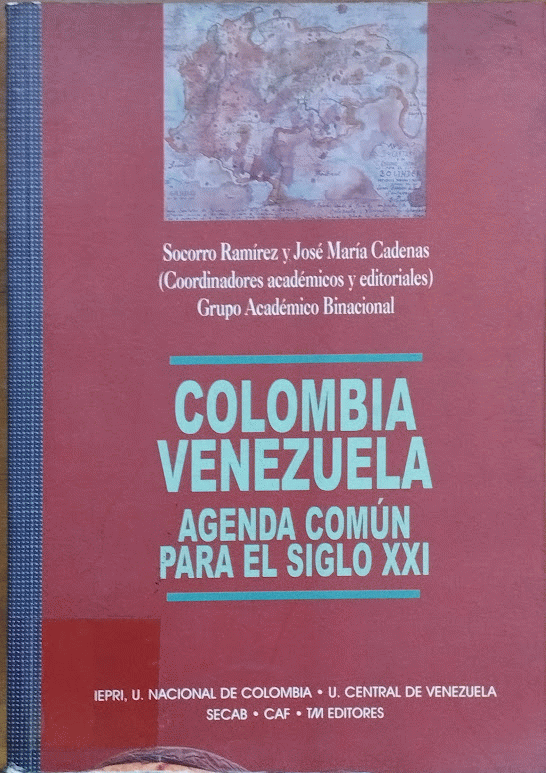 Socorro Ramírez y José María Cadenas
(Coordinadores académicos y editoriales)
Grupo Académico Binacional
COLOMBIA
VENEZUELA
AGENDA COMÚN
PARA EL SIGLO XXI
IEPRI, U. NACIONAL DE COLOMBIA • U. CENTRAL DE VENEZUELA
SECAB • CAF • TM EDITORES